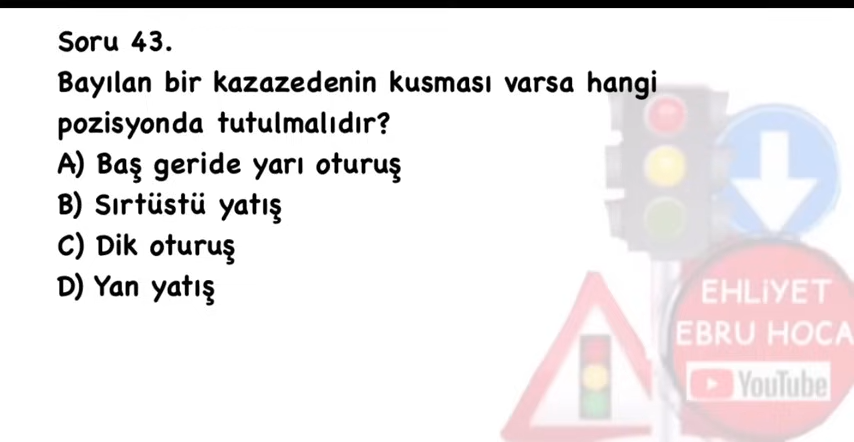 Soru 43.
Bayılan bir kazazedenin kusması varsa hangi
pozisyonda tutulmalıdır?
A) Baş geride yarı oturuş
B) Sırtüstü yatış
C) Dik oturuş
D) Yan yatış
EHLİYET
EBRU HOCA
YouTube